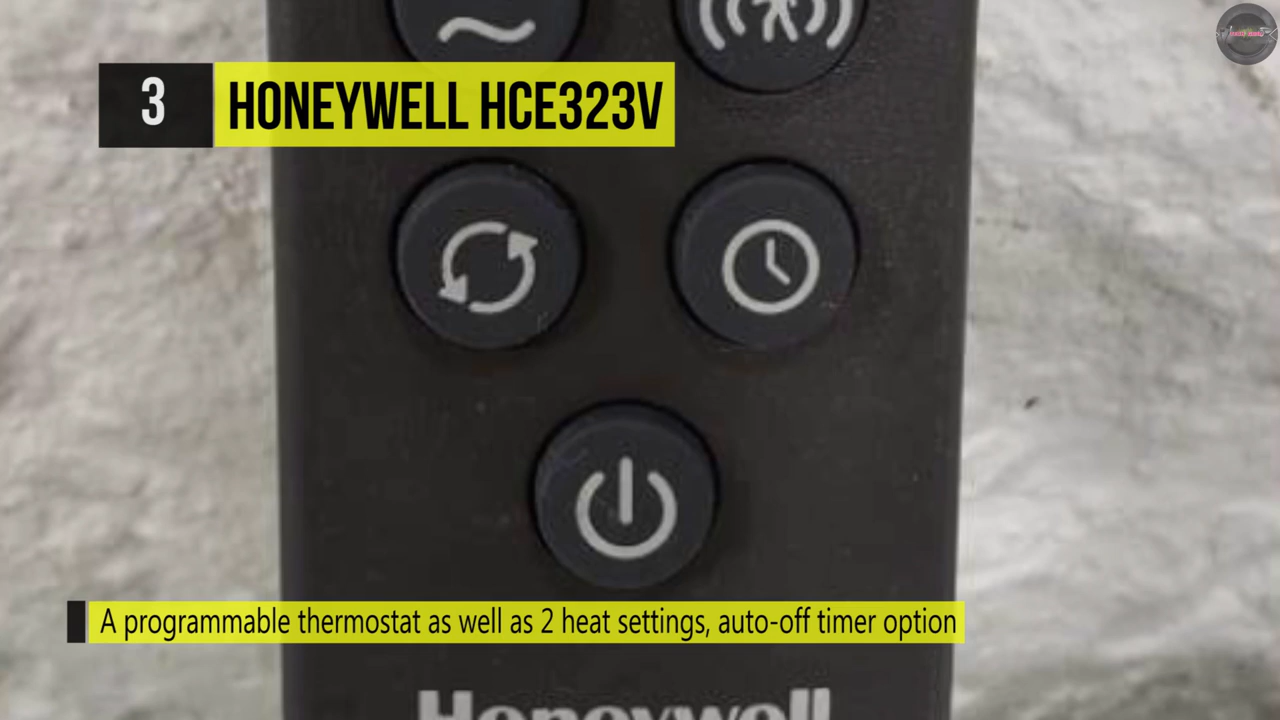 3 HONEYWELL HCE323V
A programmable thermostat as well as 2 heat settings, auto-off timer option
Honeywell